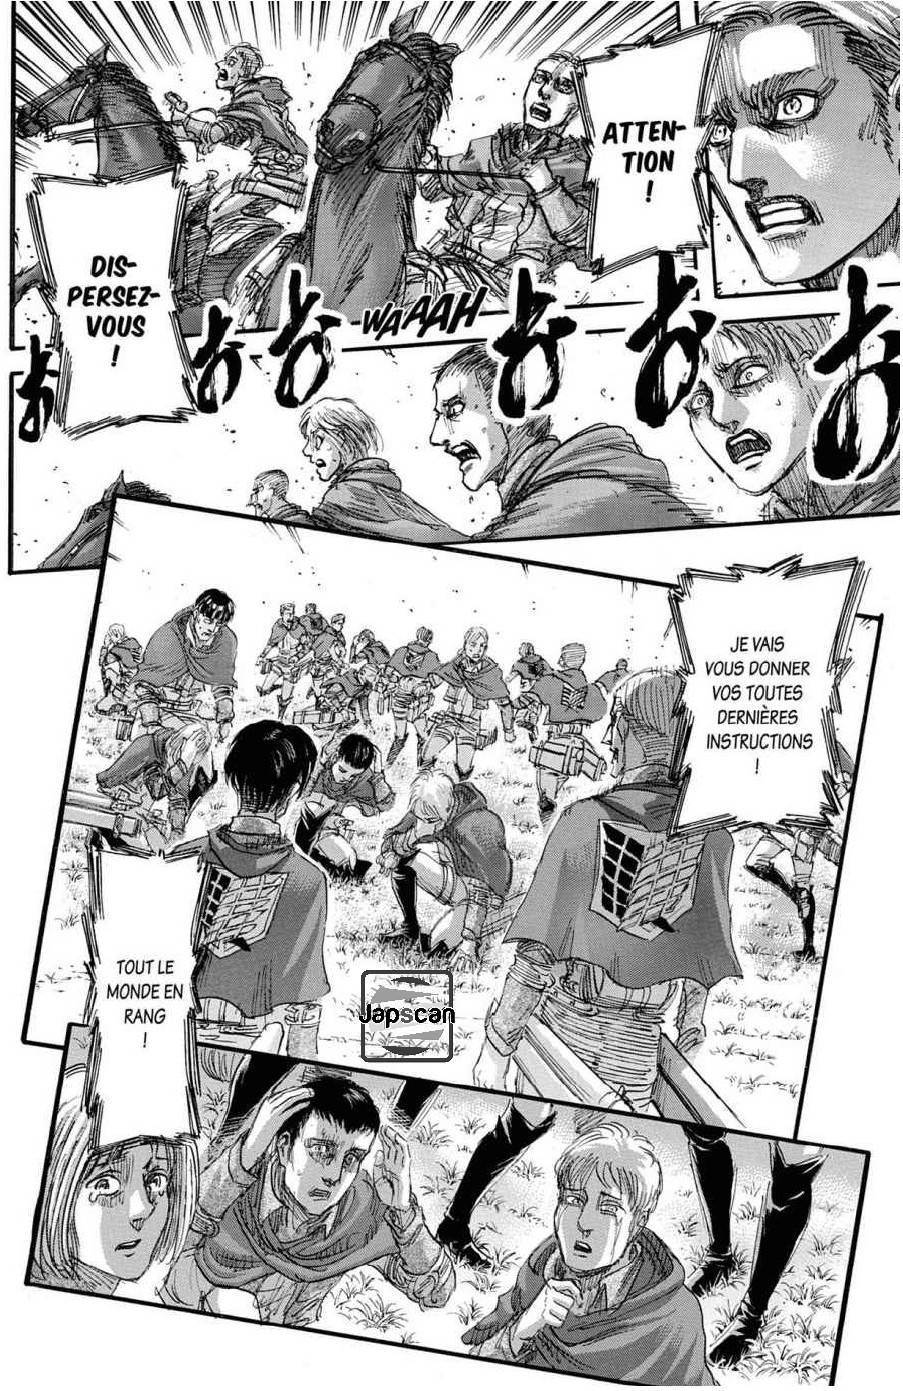 ATTEN-
TION
!
DIS-
PERSEZ-
VOUS
!
WAAAH
おおおおおお
JE VAIS
VOUS DONNER
VOS TOUTES
DERNIÈRES
INSTRUCTIONS
!
TOUT LE
MONDE EN
RANG
!
Japscan